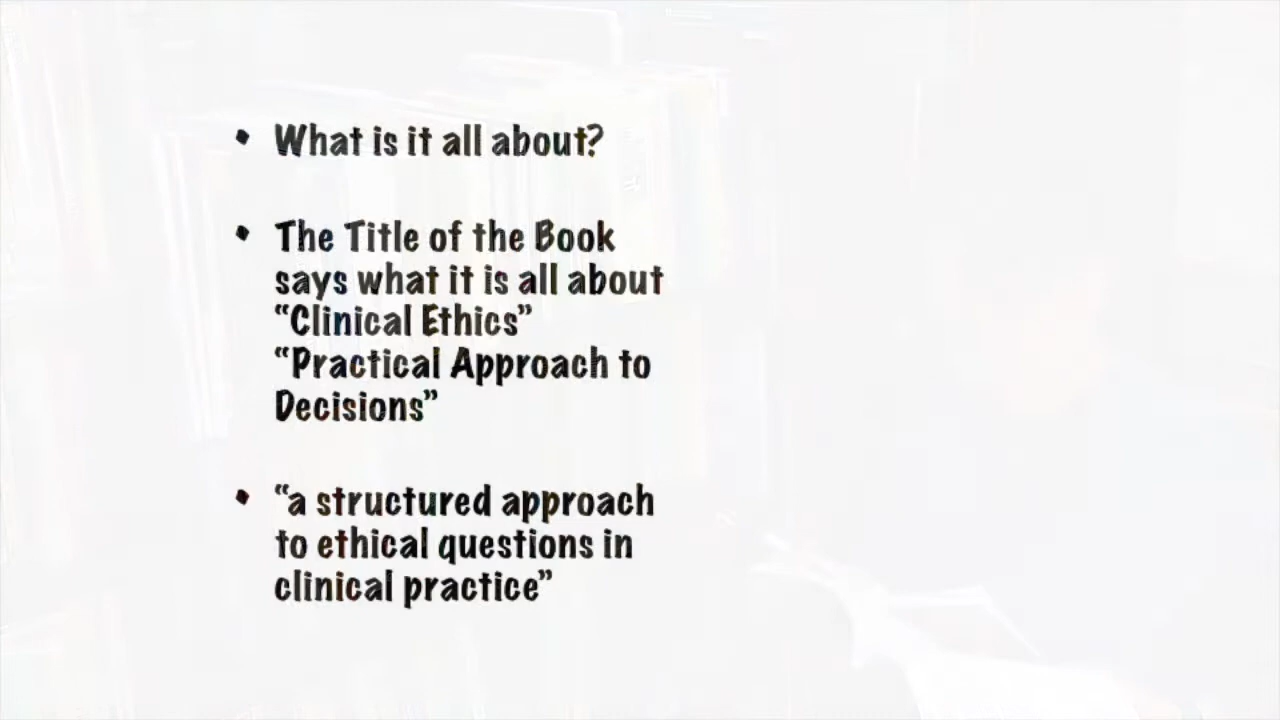 • What is it all about?
• The Title of the Book
says what it is all about
“Clinical Ethics”
“Practical Approach to
Decisions”
• “a structured approach
to ethical questions in
clinical practice”